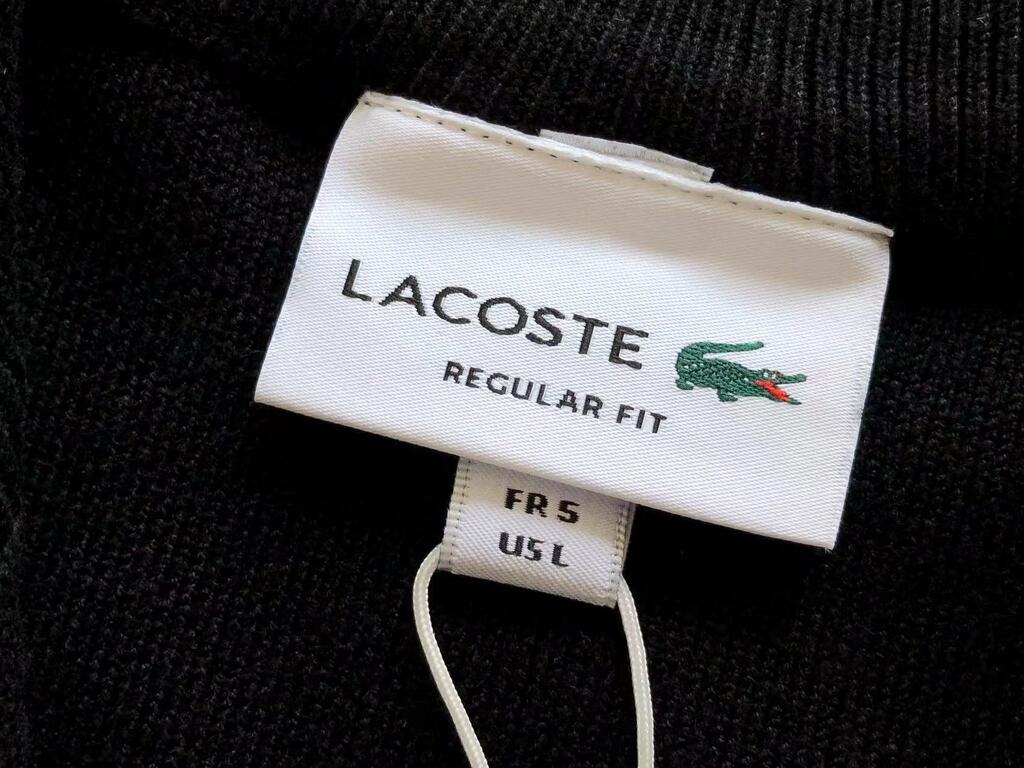 LACOSTE
REGULAR FIT
FR 5
US L